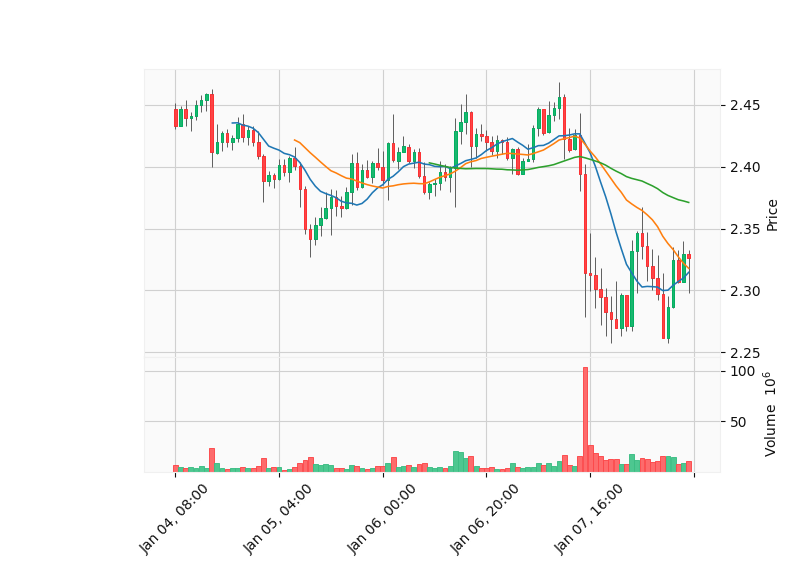 2.45
2.40
2.35
2.30
2.25
Price
100
50
Volume 10^6
Jan 04, 08:00
Jan 05, 04:00
Jan 06, 00:00
Jan 06, 20:00
Jan 07, 16:00